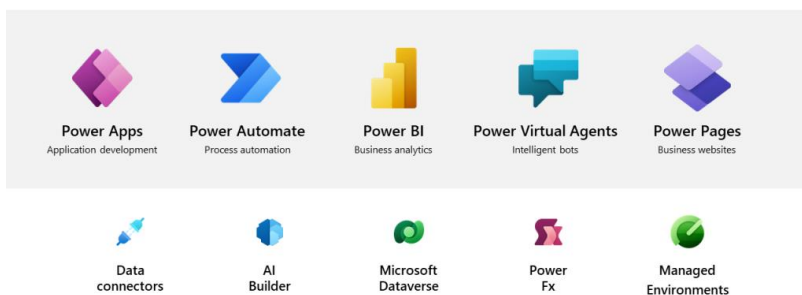 Power Apps
Application development
Power Automate
Process automation
Power BI
Business analytics
Power Virtual Agents
Intelligent bots
Power Pages
Business websites
Data
connectors
AI
Builder
Microsoft
Dataverse
Power
Fx
Managed
Environments